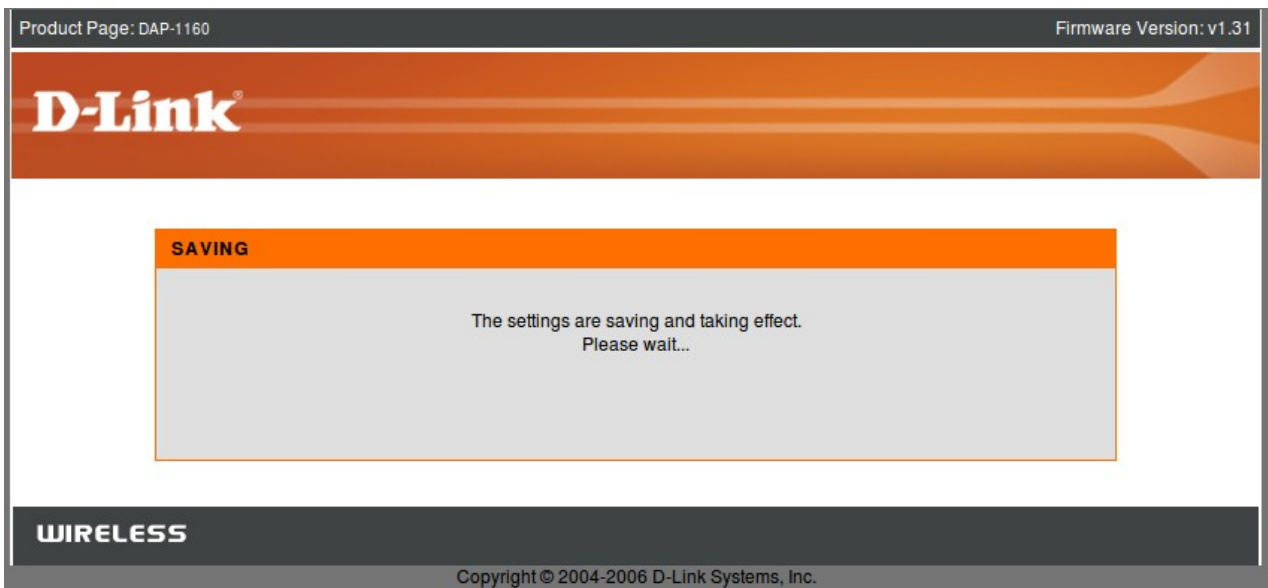 Product Page: DAP-1160 Firmware Version: v1.31
D-Link®
SAVING
The settings are saving and taking effect.
Please wait...
WIRELESS
Copyright © 2004-2006 D-Link Systems, Inc.